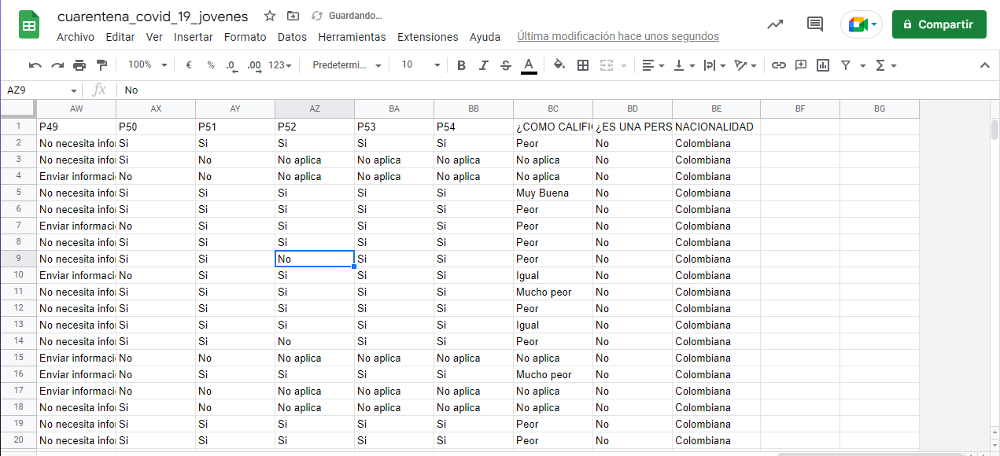 cuarentena_covid_19_jovenes Guardando...
Archivo Editar Ver Insertar Formato Datos Herramientas Extensiones Ayuda Última modificación hace unos segundos
Compartir
100% € % .0 .00 123 Predetermi... 10 B I S A
AZ9 fx No
AW AX AY AZ BA BB BC BD BE BF BG
1 P49 P50 P51 P52 P53 P54 ¿COMO CALIFI ¿ES UNA PERS NACIONALIDAD
2 No necesita infor Si Si Si Si Si Peor No Colombiana
3 No necesita infor Si No No aplica No aplica No aplica No aplica No Colombiana
4 Enviar informaci No No No aplica No aplica No aplica No aplica No Colombiana
5 No necesita infor Si Si Si Si Si Muy Buena No Colombiana
6 No necesita infor Si Si Si Si Si Peor No Colombiana
7 Enviar informaci No Si Si Si Si Peor No Colombiana
8 No necesita infor Si Si Si Si Si Peor No Colombiana
9 No necesita infor Si Si No Si Si Peor No Colombiana
10 Enviar informaci No Si Si Si Si Igual No Colombiana
11 No necesita infor Si Si Si Si Si Mucho peor No Colombiana
12 No necesita infor Si Si Si Si Si Peor No Colombiana
13 No necesita infor Si Si Si Si Si Igual No Colombiana
14 No necesita infor Si Si No Si Si Peor No Colombiana
15 Enviar informaci No No No aplica No aplica No aplica No aplica No Colombiana
16 Enviar informaci No Si Si Si Si Mucho peor No Colombiana
17 Enviar informaci No No No aplica No aplica No aplica No aplica No Colombiana
18 No necesita infor Si No No aplica No aplica No aplica No aplica No Colombiana
19 No necesita infor Si Si Si Si Si Peor No Colombiana
20 No necesita infor Si Si Si Si Si Peor No Colombiana